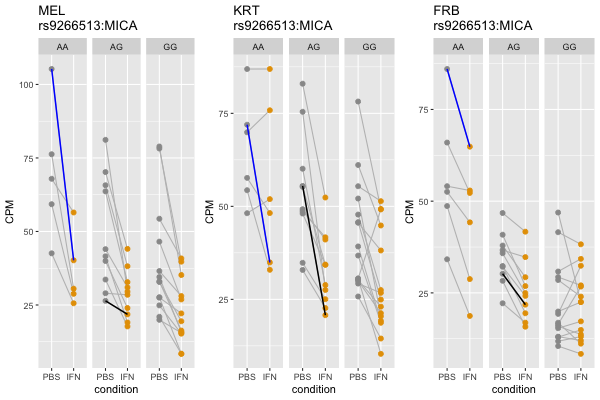 MEL
rs9266513:MICA
AA AG GG
CPM
100
75
50
25
PBS IFN PBS IFN PBS IFN
condition
KRT
rs9266513:MICA
AA AG GG
CPM
75
50
25
PBS IFN PBS IFN PBS IFN
condition
FRB
rs9266513:MICA
AA AG GG
CPM
75
50
25
PBS IFN PBS IFN PBS IFN
condition